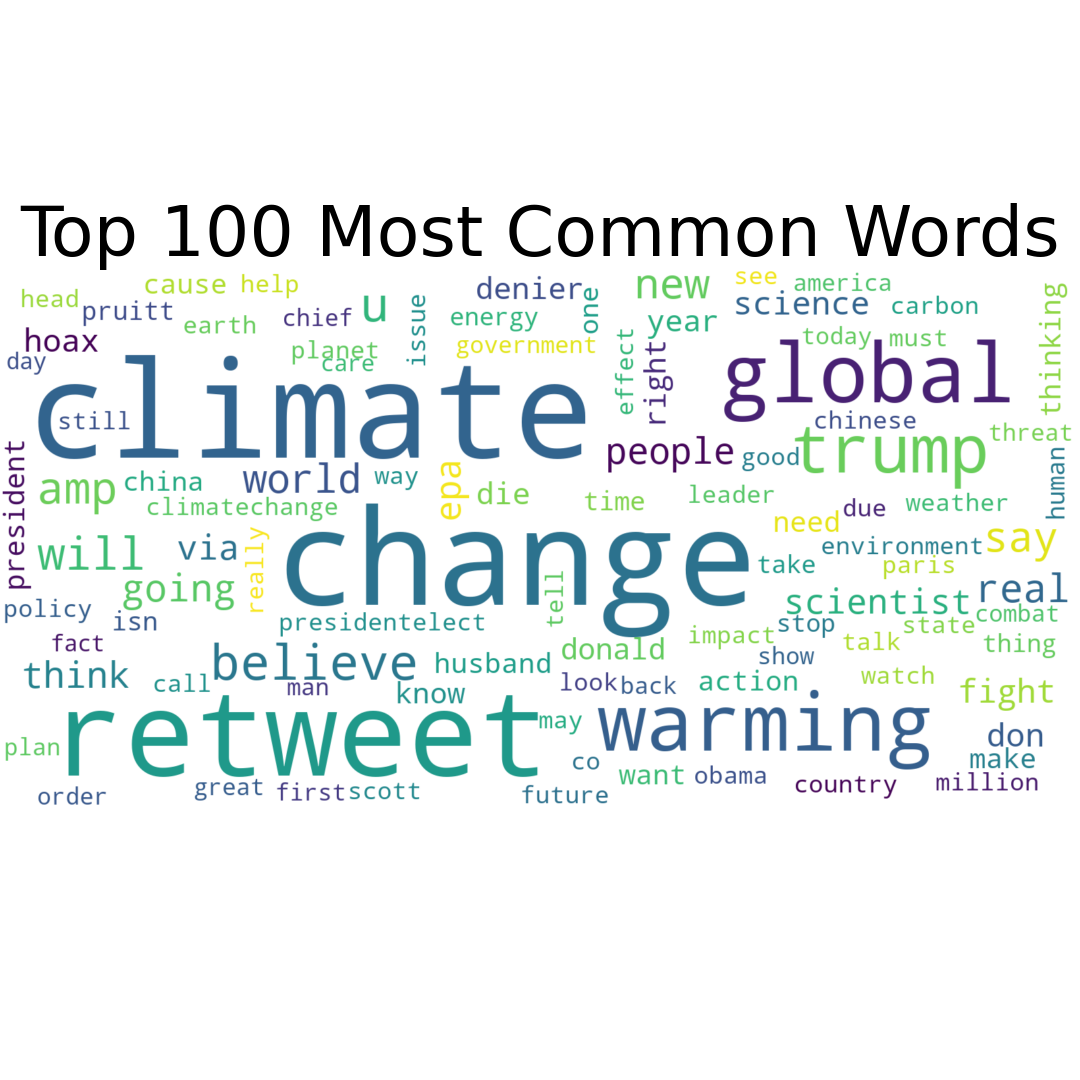 Top 100 Most Common Words
head
cause
help
pruitt
earth
chief
u
issue
denier
energy
government
one
new
see
america
science
carbon
year
today
must
thinking
hoax
day
planet
care
effect
right
climate
still
global
chinese
people
good
trump
threat
president
amp
china
climatechange
world
way
epa
die
time
leader
due
weather
human
need
will
via
really
going
change
take
environment
say
paris
real
policy
isn
presidentelect
tell
scientist
stop
state
combat
fact
think
believe
husband
donald
impact
talk
thing
show
call
man
know
look
back
action
watch
fight
retweet
may
warming
don
plan
co
want
obama
make
order
great
first
scott
future
country
million